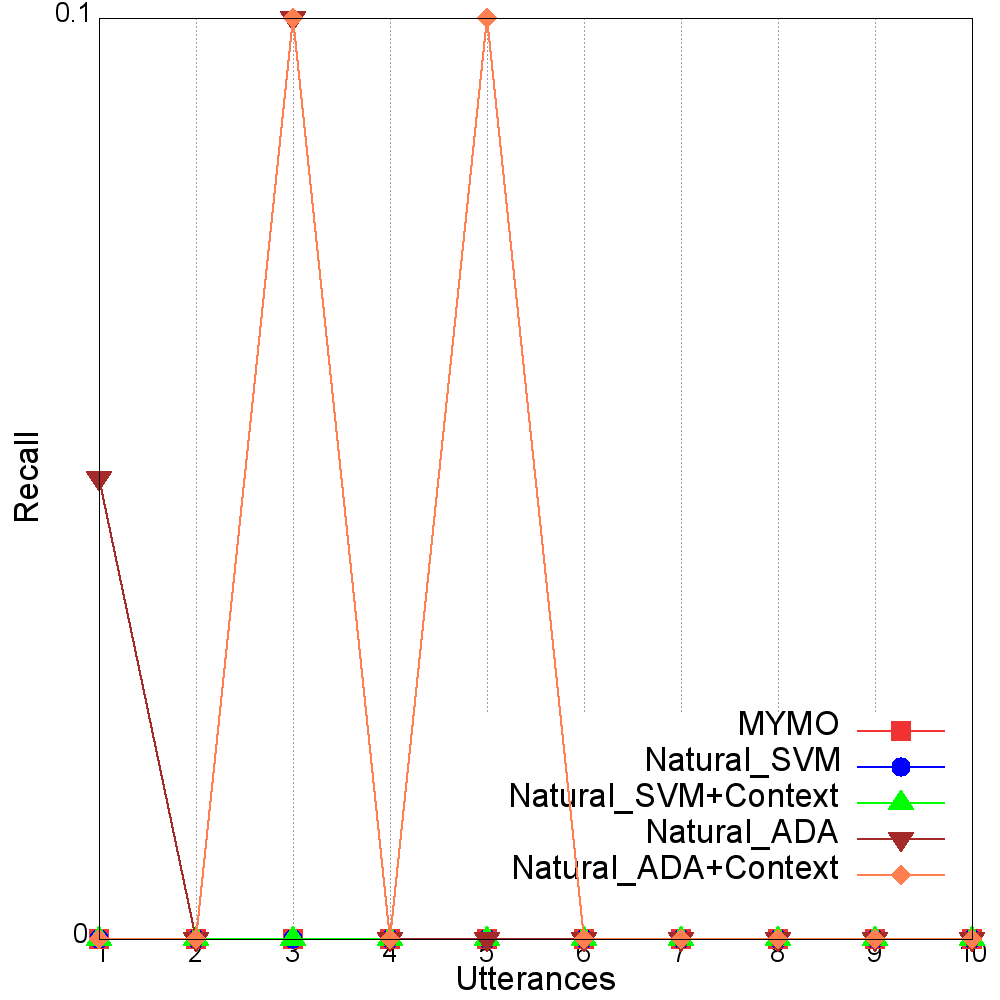 0.1
Recall
MYMO
Natural_SVM
Natural_SVM+Context
Natural_ADA
Natural_ADA+Context
0
1 2 3 4 5 6 7 8 9 10
Utterances